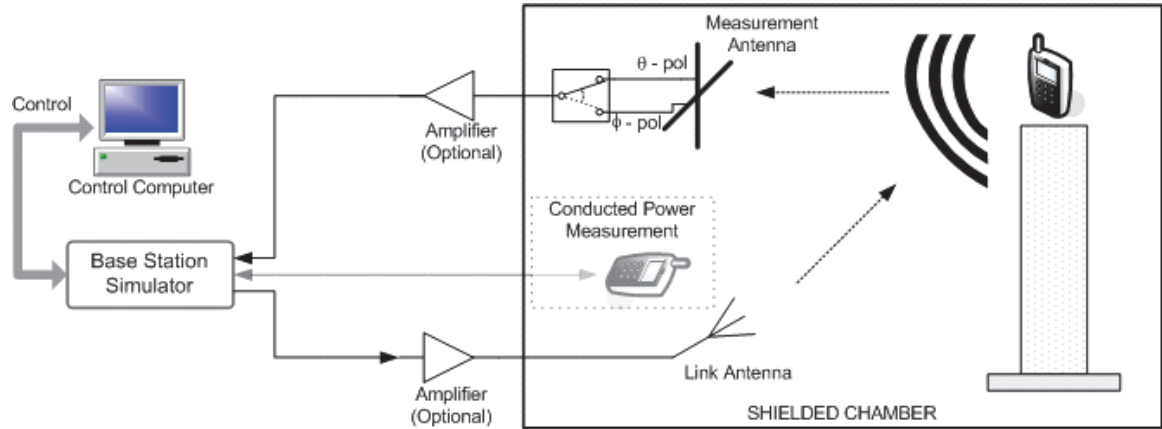 Measurement
Antenna
θ - pol
Control
ϕ - pol
Amplifier
(Optional)
Control Computer
Conducted Power
Measurement
Base Station
Simulator
Link Antenna
Amplifier
(Optional)
SHIELDED CHAMBER